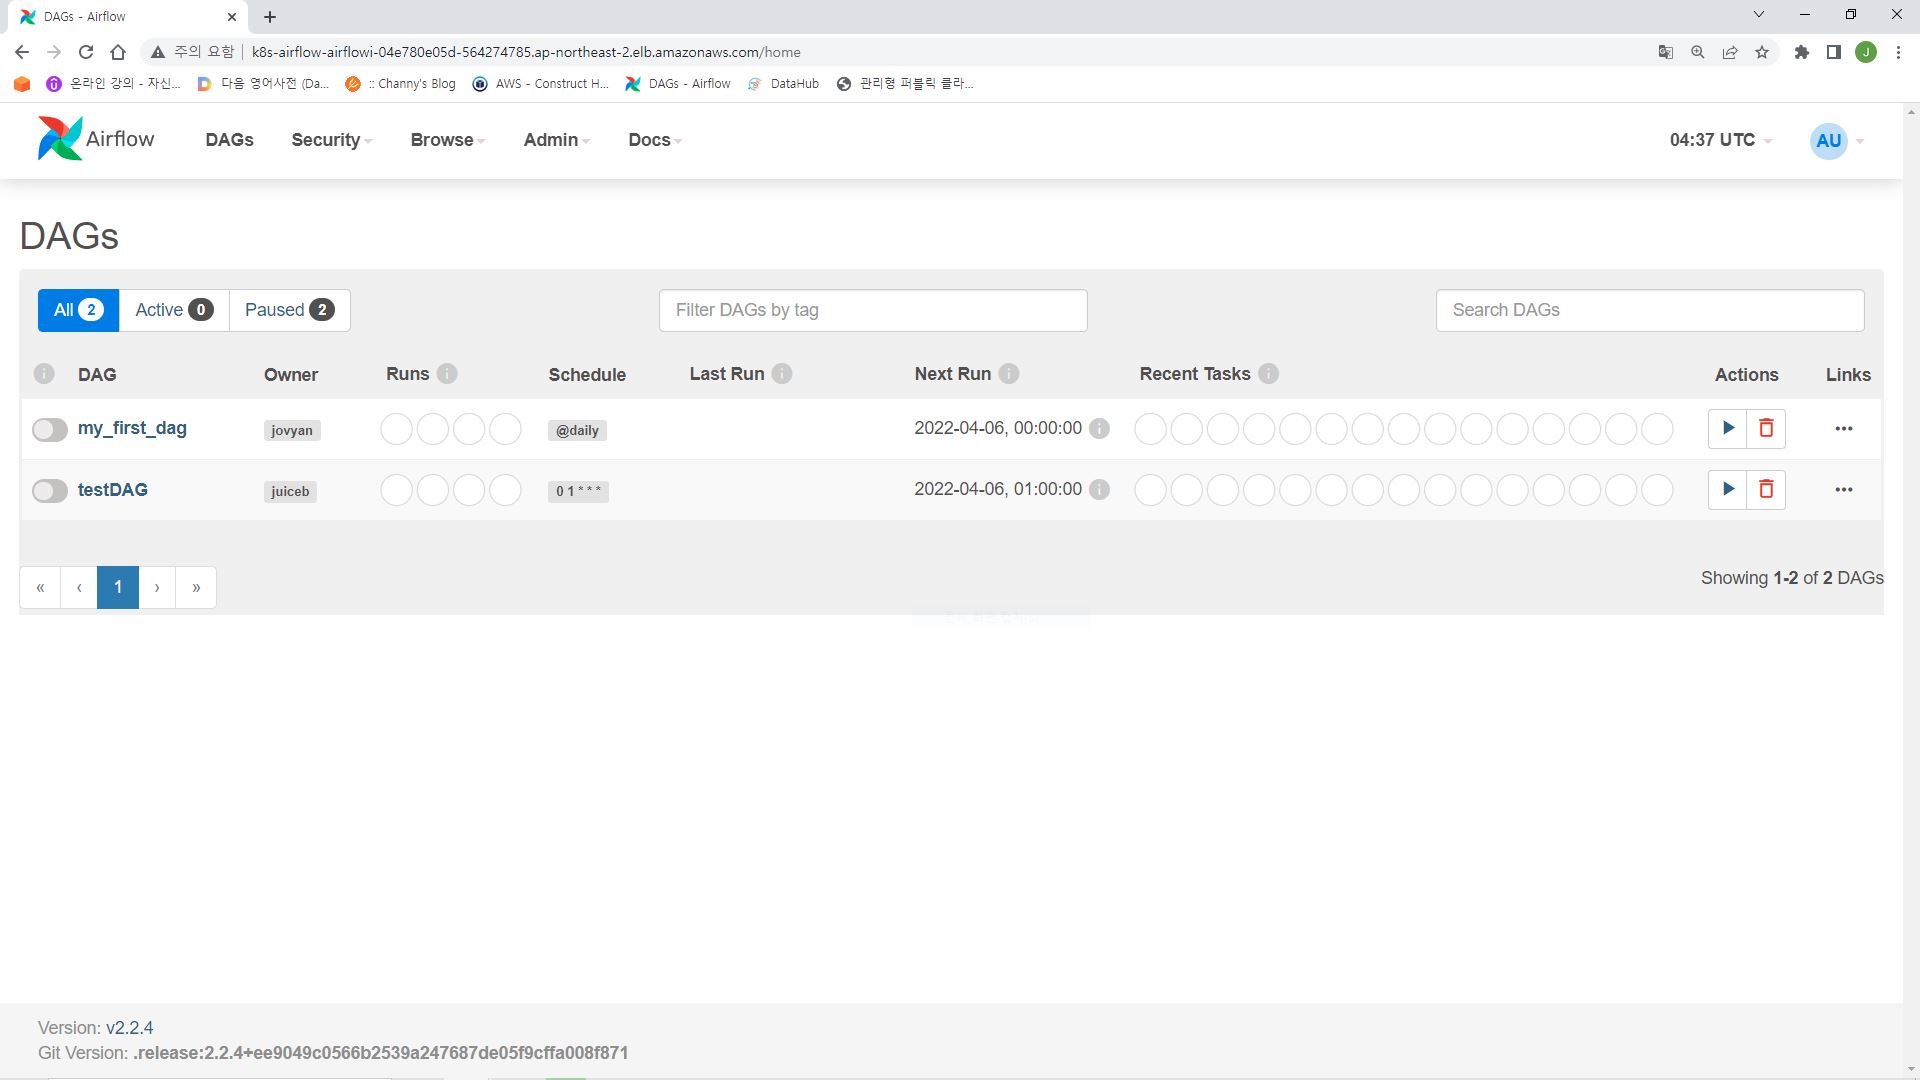 DAGs - Airflow
주의 요함 k8s-airflow-airflowi-04e780e05d-564274785.ap-northeast-2.elb.amazonaws.com/home
J
온라인 강의 - 자신... 다음 영어사전 (Da... :: Channy's Blog AWS - Construct H... DAGs - Airflow DataHub 관리형 퍼블릭 클라...
Airflow DAGs Security Browse Admin Docs 04:37 UTC AU
DAGs
All 2 Active 0 Paused 2 Filter DAGs by tag Search DAGs
DAG Owner Runs Schedule Last Run Next Run Recent Tasks Actions Links
my_first_dag jovyan @daily 2022-04-06, 00:00:00
testDAG juiceb 0 1 * * * 2022-04-06, 01:00:00
« ‹ 1 › » Showing 1-2 of 2 DAGs
Version: v2.2.4
Git Version: .release:2.2.4+ee9049c0566b2539a247687de05f9cffa008f871